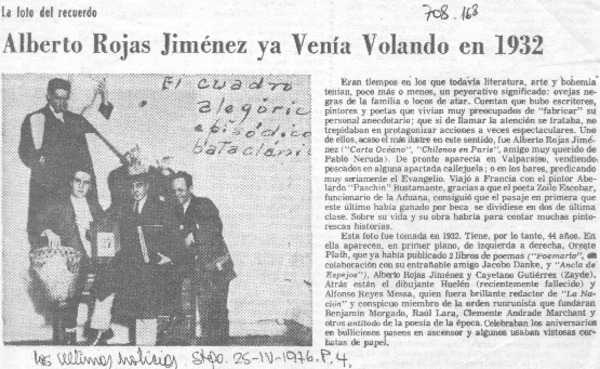 La foto del recuerdo
708-168
Alberto Rojas Jiménez ya Venía Volando en 1932
El cuadro
alegóric
episódico
bataclánic
Eran tiempos en los que todavía literatura, arte y bohemia
tenían, poco más o menos, un peyorativo significado: ovejas ne-
gras de la familia o locos de atar. Cuentan que hubo escritores,
pintores y poetas que vivían muy preocupados de "fabricar" su
personal anecdotario; que si de llamar la atención se trataba, no
trepidaban en protagonizar acciones a veces espectaculares. Uno
de ellos, acaso el más ilustre en este sentido, fue Alberto Rojas Jimé-
nez ("Carta Océano", "Chilenos en París", amigo muy querido de
Pablo Neruda). De pronto aparecía en Valparaíso, vendiendo
pescados en alguna apartada callejuela; o en los bares, predicando
muy seriamente el Evangelio. Viajó a Francia con el pintor Abe-
lardo "Paschin" Bustamante, gracias a que el poeta Zoilo Escobar,
funcionario de la Aduana, consiguió que el pasaje en primera que
este último había ganado por beca se dividiese en dos de última
clase. Sobre su vida y su obra habría para contar muchas pinto-
rescas historias.
Esta foto fue tomada en 1932. Tiene, por lo tanto, 44 años. En
ella aparecen, en primer plano, de izquierda a derecha, Oreste
Plath, que ya había publicado 2 libros de poemas ("Poemario", en
colaboración con su entrañable amigo Jacobo Danke, y "Ancla de
Espejos"), Alberto Rojas Jiménez y Cayetano Gutiérrez (Zayde).
Atrás están el dibujante Huelén (recientemente fallecido) y
Alfonso Reyes Messa, quien fuera brillante redactor de "La Na-
ción" y conspicuo miembro de la orden runrunista que fundaran
Benjamín Morgado, Raúl Lara, Clemente Andrade Marchant y
otros antídoto de la poesía de la época. Celebraban los aniversarios
en bulliciosos paseos en ascensor y algunos usaban vistosas cor-
batas de papel.
Las Ultimas Noticias. Stgo. 25-IV-1976. P. 4.